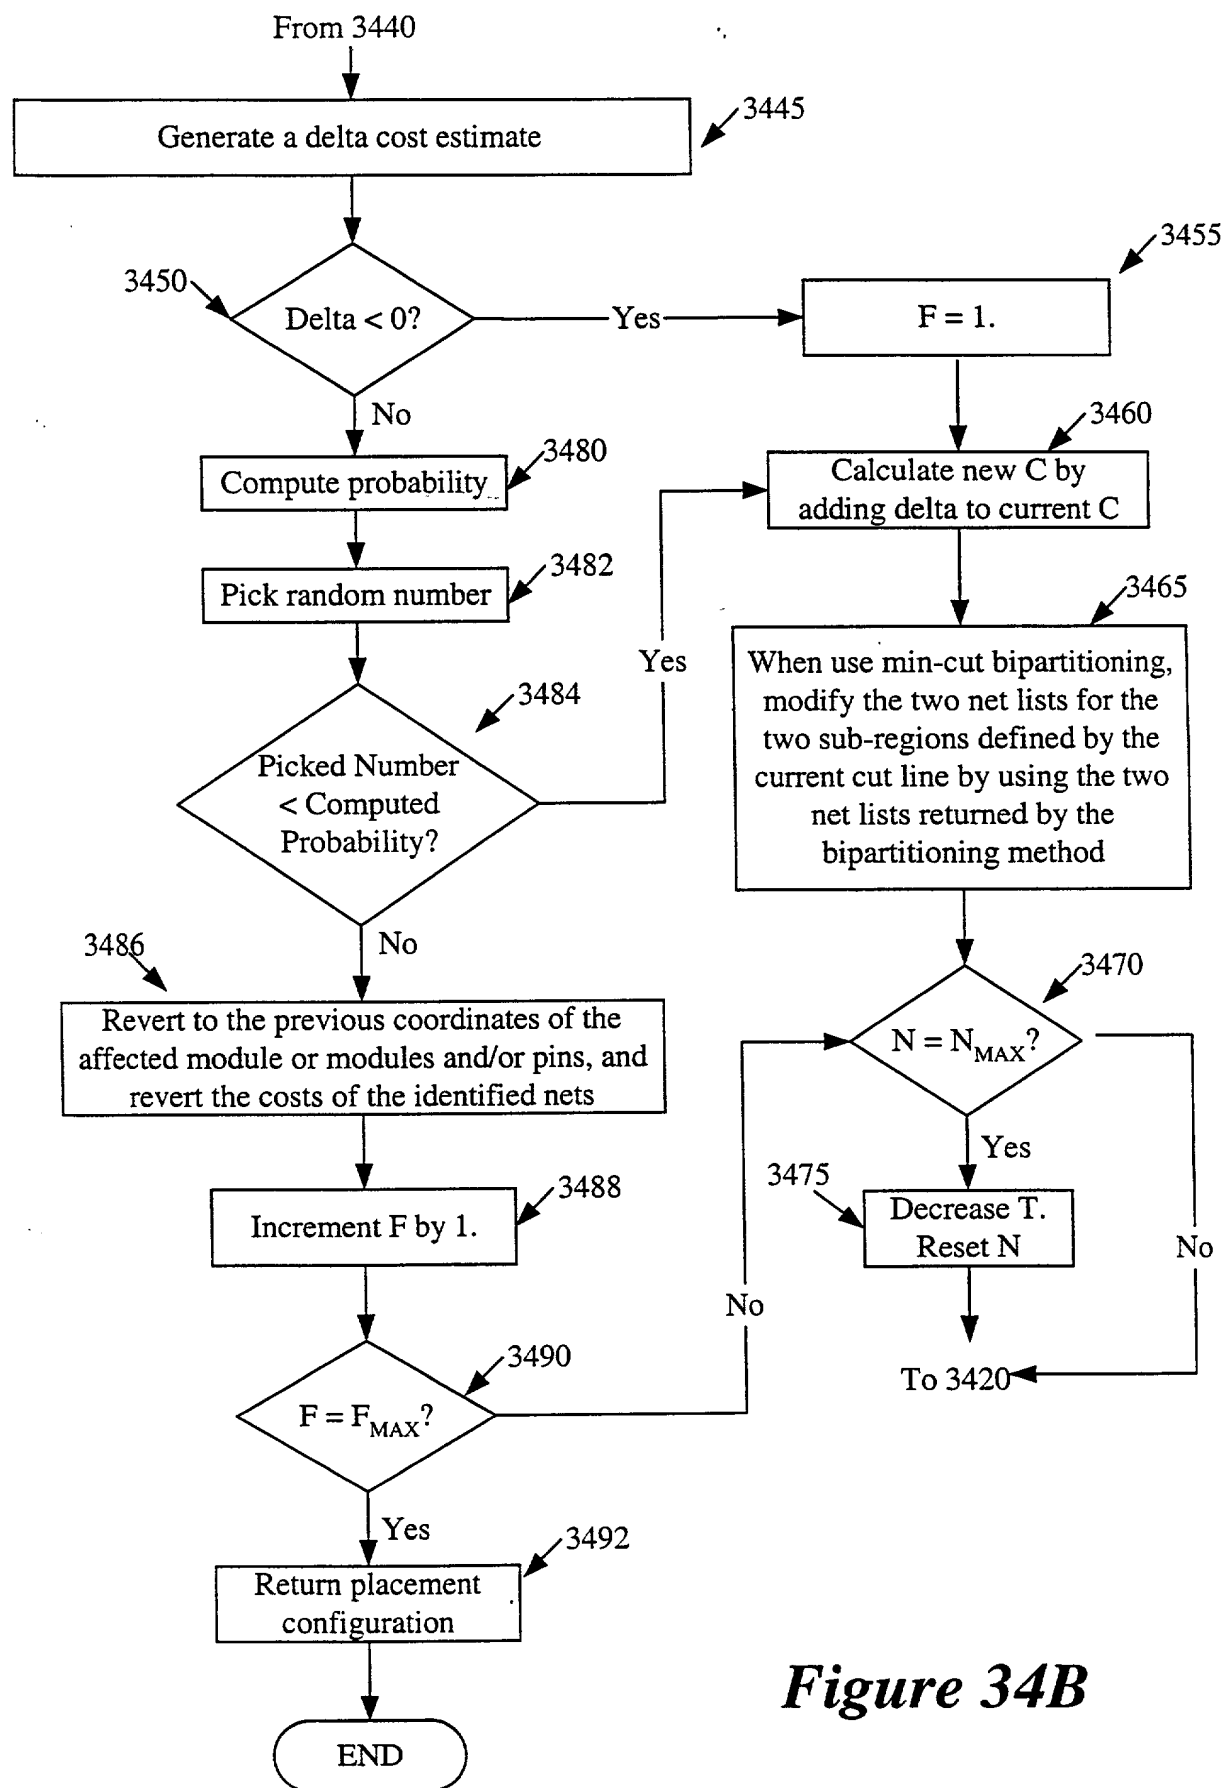 From 3440
3445
Generate a delta cost estimate
3455
3450
Delta < 0?
Yes
F = 1.
No
3460
3480
Compute probability
Calculate new C by
adding delta to current C
3482
Pick random number
3465
Yes
When use min-cut bipartitioning,
modify the two net lists for the
two sub-regions defined by the
current cut line by using the two
net lists returned by the
bipartitioning method
3484
Picked Number
< Computed
Probability?
No
3486
3470
Revert to the previous coordinates of the
affected module or modules and/or pins, and
revert the costs of the identified nets
N = NMAX?
Yes
3475
3488
Increment F by 1.
Decrease T.
Reset N
No
No
3490
To 3420
F = FMAX?
Yes
3492
Return placement
configuration
Figure 34B
END